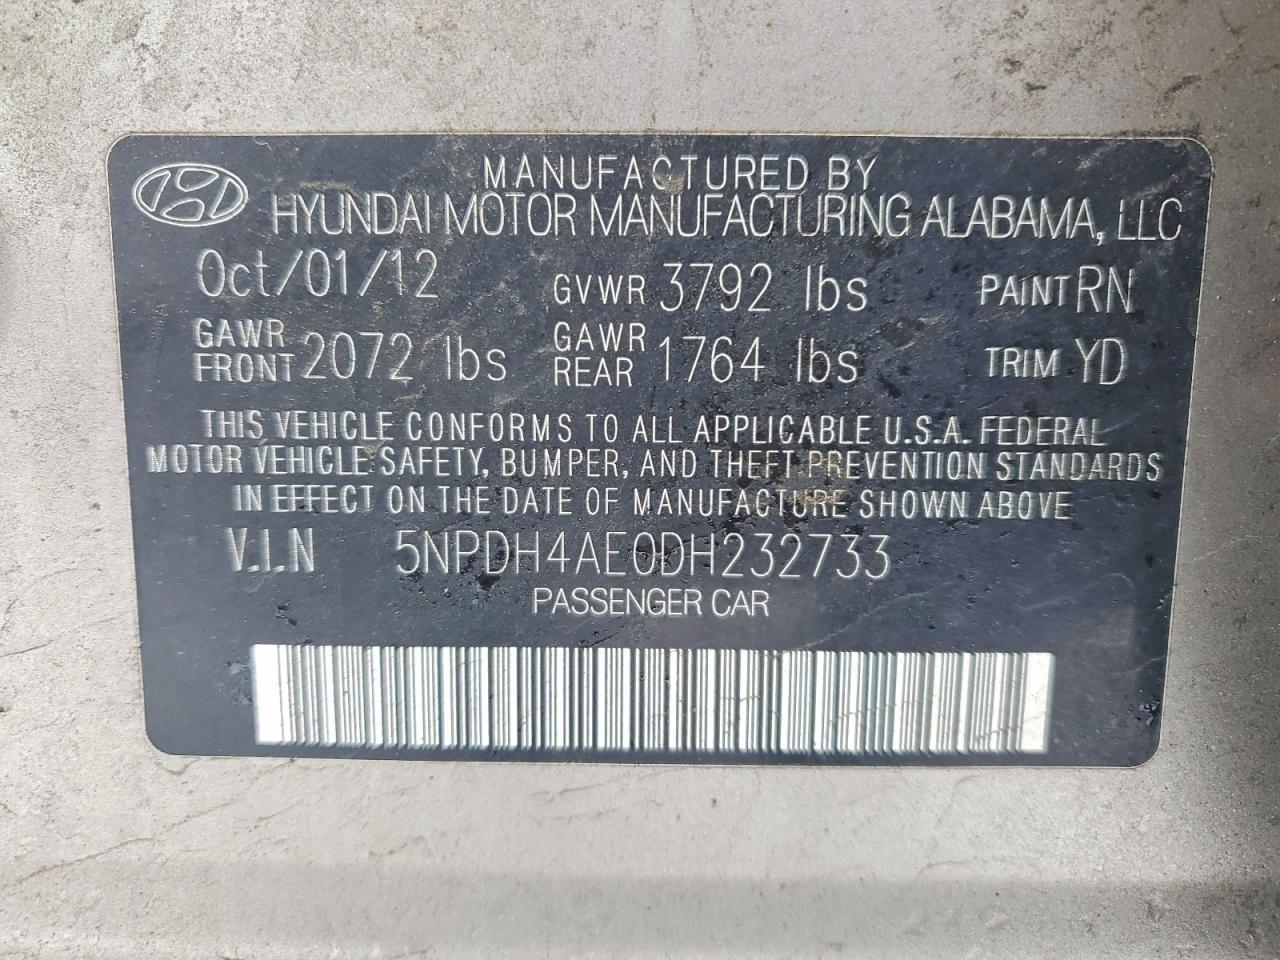 MANUFACTURED BY
HYUNDAI MOTOR MANUFACTURING ALABAMA, LLC
Oct/01/12 GVWR 3792 lbs PAINT RN
GAWR FRONT 2072 lbs GAWR REAR 1764 lbs TRIM YD
THIS VEHICLE CONFORMS TO ALL APPLICABLE U.S.A. FEDERAL
MOTOR VEHICLE SAFETY, BUMPER, AND THEFT PREVENTION STANDARDS
IN EFFECT ON THE DATE OF MANUFACTURE SHOWN ABOVE
V.I.N 5NPDH4AE0DH232733
PASSENGER CAR